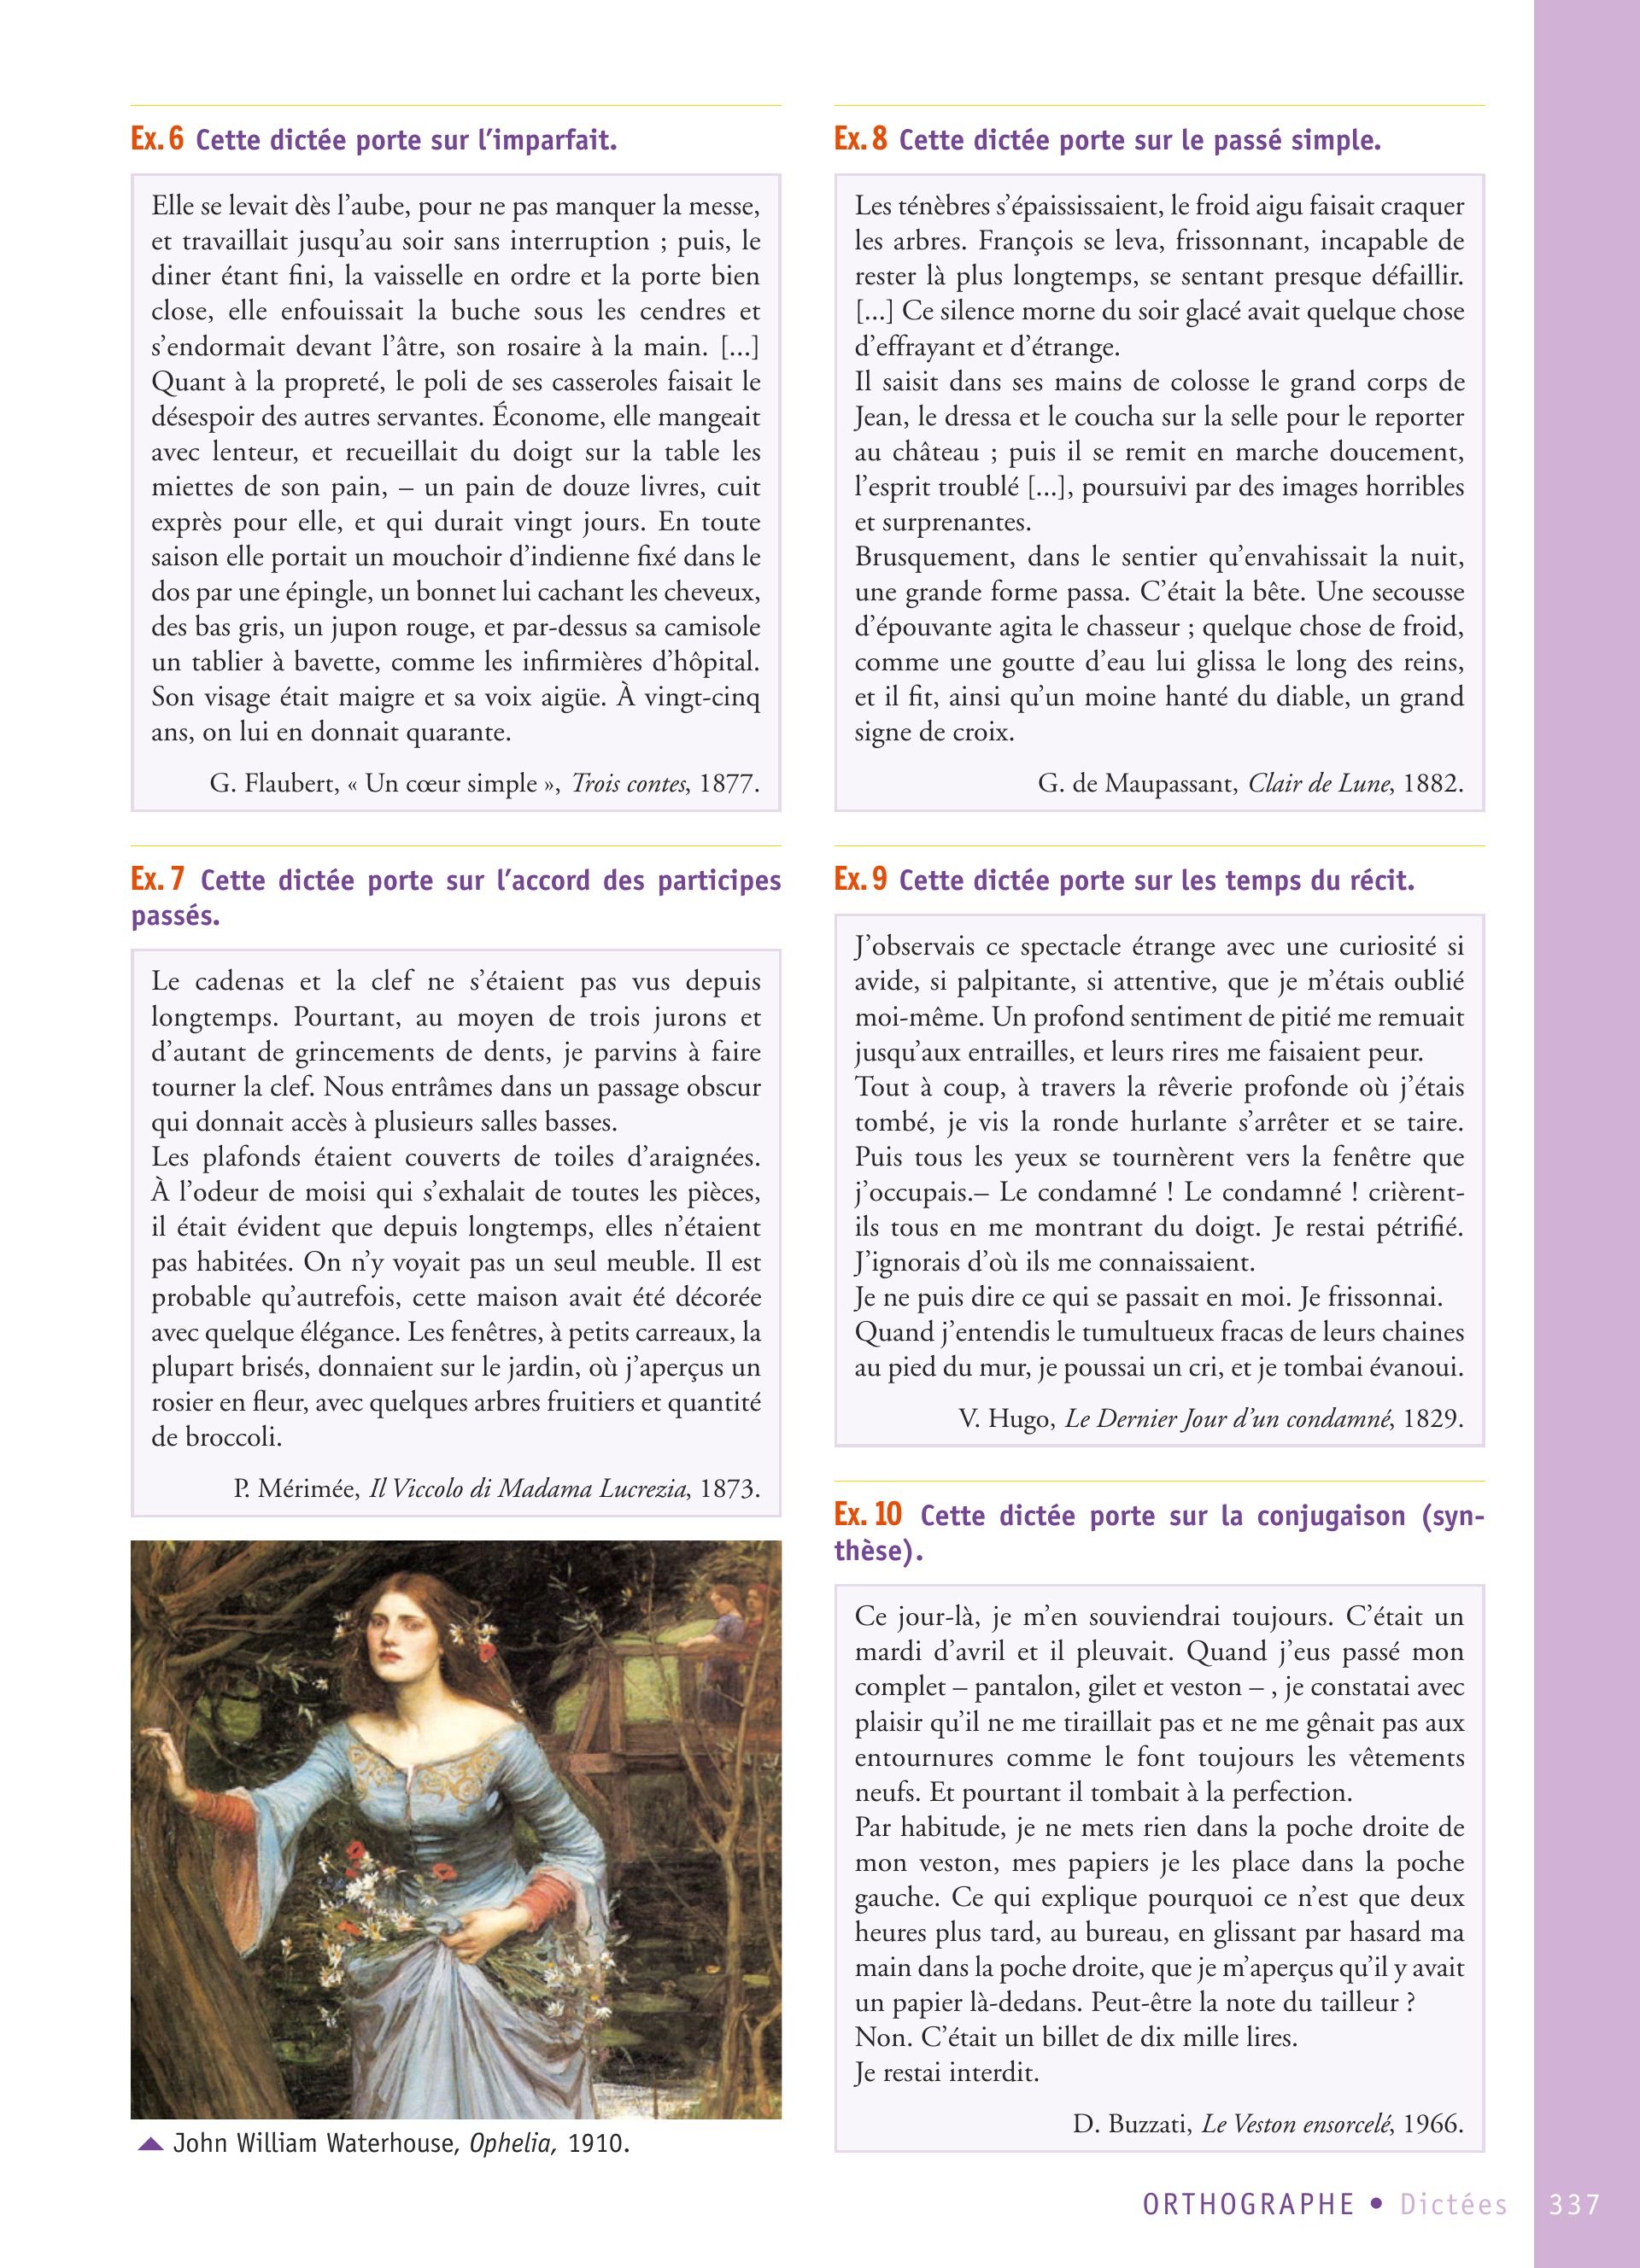 Ex. 6 Cette dictée porte sur l’imparfait.
Elle se levait dès l’aube, pour ne pas manquer la messe,
et travaillait jusqu’au soir sans interruption ; puis, le
diner étant fini, la vaisselle en ordre et la porte bien
close, elle enfouissait la buche sous les cendres et
s’endormait devant l’âtre, son rosaire à la main. [...]
Quant à la propreté, le poli de ses casseroles faisait le
désespoir des autres servantes. Économe, elle mangeait
avec lenteur, et recueillait du doigt sur la table les
miettes de son pain, – un pain de douze livres, cuit
exprès pour elle, et qui durait vingt jours. En toute
saison elle portait un mouchoir d’indienne fixé dans le
dos par une épingle, un bonnet lui cachant les cheveux,
des bas gris, un jupon rouge, et par-dessus sa camisole
un tablier à bavette, comme les infirmières d’hôpital.
Son visage était maigre et sa voix aigüe. À vingt-cinq
ans, on lui en donnait quarante.
G. Flaubert, « Un cœur simple », Trois contes, 1877.
Ex. 7 Cette dictée porte sur l’accord des participes
passés.
Le cadenas et la clef ne s’étaient pas vus depuis
longtemps. Pourtant, au moyen de trois jurons et
d’autant de grincements de dents, je parvins à faire
tourner la clef. Nous entrâmes dans un passage obscur
qui donnait accès à plusieurs salles basses.
Les plafonds étaient couverts de toiles d’araignées.
À l’odeur de moisi qui s’exhalait de toutes les pièces,
il était évident que depuis longtemps, elles n’étaient
pas habitées. On n’y voyait pas un seul meuble. Il est
probable qu’autrefois, cette maison avait été décorée
avec quelque élégance. Les fenêtres, à petits carreaux, la
plupart brisés, donnaient sur le jardin, où j’aperçus un
rosier en fleur, avec quelques arbres fruitiers et quantité
de broccoli.
P. Mérimée, Il Viccolo di Madama Lucrezia, 1873.
John William Waterhouse, Ophelia, 1910.
Ex. 8 Cette dictée porte sur le passé simple.
Les ténèbres s’épaississaient, le froid aigu faisait craquer
les arbres. François se leva, frissonnant, incapable de
rester là plus longtemps, se sentant presque défaillir.
[...] Ce silence morne du soir glacé avait quelque chose
d’effrayant et d’étrange.
Il saisit dans ses mains de colosse le grand corps de
Jean, le dressa et le coucha sur la selle pour le reporter
au château ; puis il se remit en marche doucement,
l’esprit troublé [...], poursuivi par des images horribles
et surprenantes.
Brusquement, dans le sentier qu’envahissait la nuit,
une grande forme passa. C’était la bête. Une secousse
d’épouvante agita le chasseur ; quelque chose de froid,
comme une goutte d’eau lui glissa le long des reins,
et il fit, ainsi qu’un moine hanté du diable, un grand
signe de croix.
G. de Maupassant, Clair de Lune, 1882.
Ex. 9 Cette dictée porte sur les temps du récit.
J’observais ce spectacle étrange avec une curiosité si
avide, si palpitante, si attentive, que je m’étais oublié
moi-même. Un profond sentiment de pitié me remuait
jusqu’aux entrailles, et leurs rires me faisaient peur.
Tout à coup, à travers la rêverie profonde où j’étais
tombé, je vis la ronde hurlante s’arrêter et se taire.
Puis tous les yeux se tournèrent vers la fenêtre que
j’occupais.– Le condamné ! Le condamné ! crièrent-
ils tous en me montrant du doigt. Je restai pétrifié.
J’ignorais d’où ils me connaissaient.
Je ne puis dire ce qui se passait en moi. Je frissonnai.
Quand j’entendis le tumultueux fracas de leurs chaines
au pied du mur, je poussai un cri, et je tombai évanoui.
V. Hugo, Le Dernier Jour d’un condamné, 1829.
Ex. 10 Cette dictée porte sur la conjugaison (syn-
thèse).
Ce jour-là, je m’en souviendrai toujours. C’était un
mardi d’avril et il pleuvait. Quand j’eus passé mon
complet – pantalon, gilet et veston – , je constatai avec
plaisir qu’il ne me tiraillait pas et ne me gênait pas aux
entournures comme le font toujours les vêtements
neufs. Et pourtant il tombait à la perfection.
Par habitude, je ne mets rien dans la poche droite de
mon veston, mes papiers je les place dans la poche
gauche. Ce qui explique pourquoi ce n’est que deux
heures plus tard, au bureau, en glissant par hasard ma
main dans la poche droite, que je m’aperçus qu’il y avait
un papier là-dedans. Peut-être la note du tailleur ?
Non. C’était un billet de dix mille lires.
Je restai interdit.
D. Buzzati, Le Veston ensorcelé, 1966.
ORTHOGRAPHE • Dictées 337